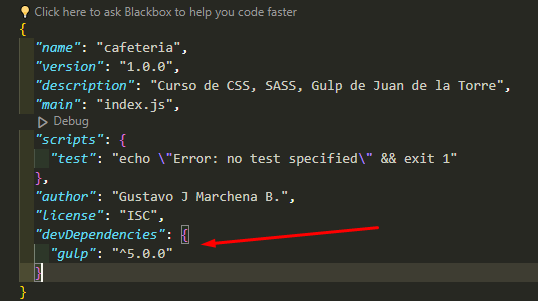 Click here to ask Blackbox to help you code faster
{
"name": "cafeteria",
"version": "1.0.0",
"description": "Curso de CSS, SASS, Gulp de Juan de la Torre",
"main": "index.js",
Debug
"scripts": {
"test": "echo \"Error: no test specified\" && exit 1"
},
"author": "Gustavo J Marchena B.",
"license": "ISC",
"devDependencies": {
"gulp": "^5.0.0"
}
}